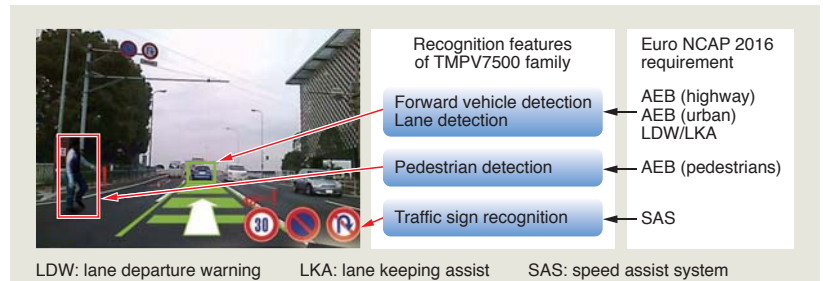 Recognition features
of TMPV7500 family
Euro NCAP 2016
requirement
Forward vehicle detection
Lane detection
AEB (highway)
AEB (urban)
LDW/LKA
Pedestrian detection
AEB (pedestrians)
Traffic sign recognition
SAS
30
LDW: lane departure warning LKA: lane keeping assist SAS: speed assist system